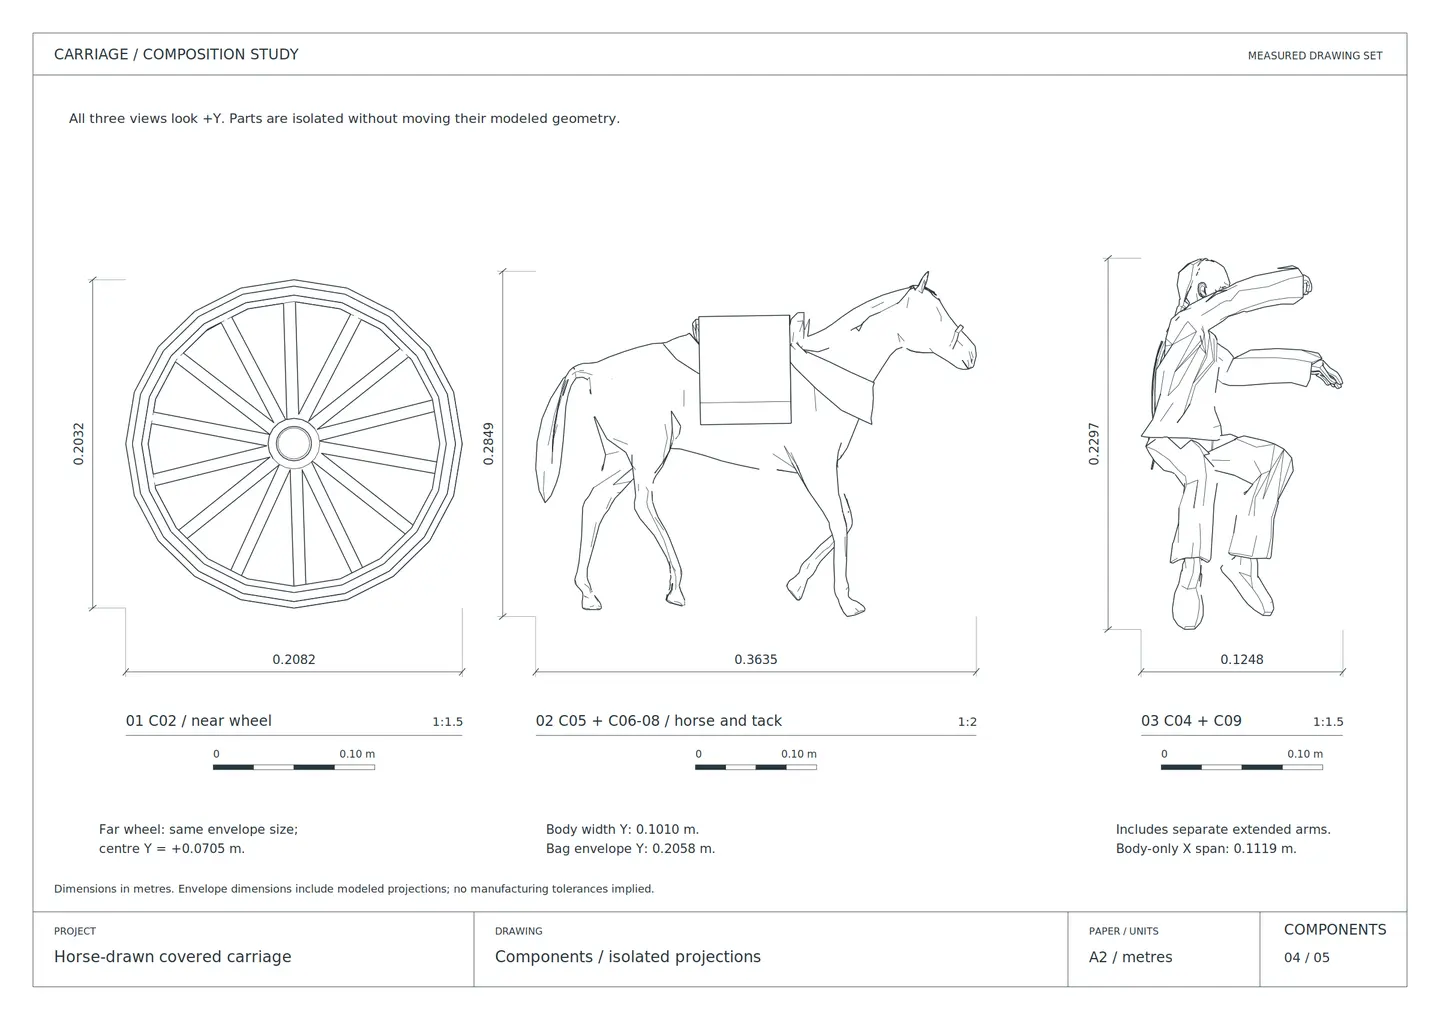 CARRIAGE / COMPOSITION STUDY
MEASURED DRAWING SET
All three views look +Y. Parts are isolated without moving their modeled geometry.
0.2032
0.2082
01 C02 / near wheel
1:1.5
0
0.10 m
Far wheel: same envelope size;
centre Y = +0.0705 m.
0.2849
0.3635
02 C05 + C06-08 / horse and tack
1:2
0
0.10 m
Body width Y: 0.1010 m.
Bag envelope Y: 0.2058 m.
0.2297
0.1248
03 C04 + C09
1:1.5
0
0.10 m
Includes separate extended arms.
Body-only X span: 0.1119 m.
Dimensions in metres. Envelope dimensions include modeled projections; no manufacturing tolerances implied.
PROJECT
Horse-drawn covered carriage
DRAWING
Components / isolated projections
PAPER / UNITS
A2 / metres
COMPONENTS
04 / 05